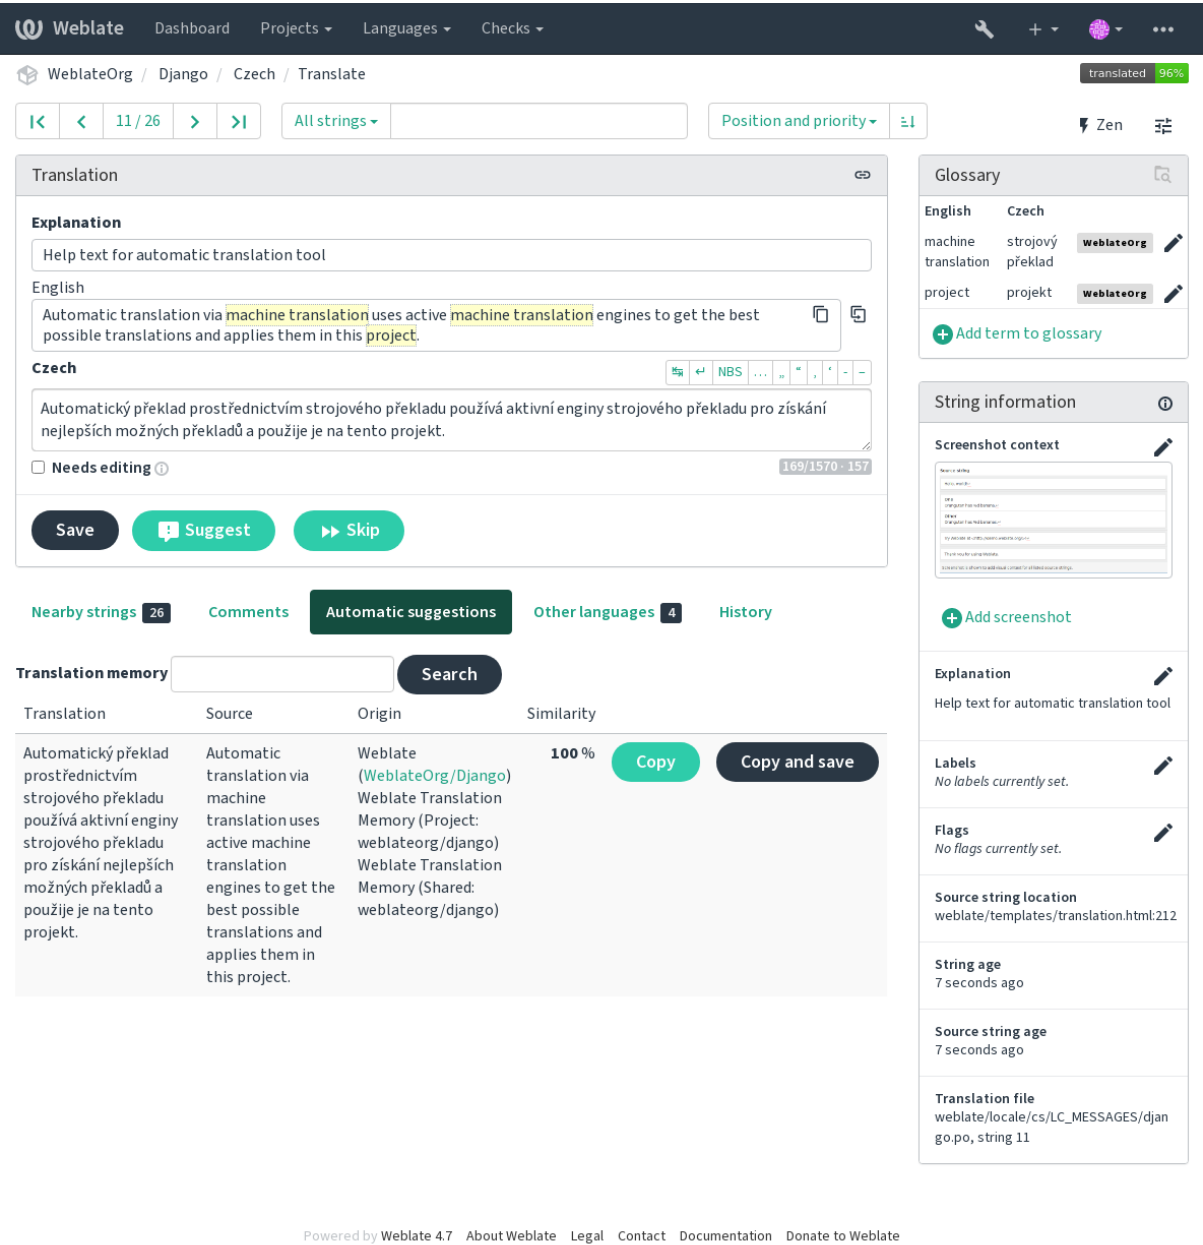 Weblate Dashboard Projects Languages Checks
WeblateOrg / Django / Czech / Translate
translated 96%
11 / 26
All strings
Position and priority
Zen
Translation
Explanation
Help text for automatic translation tool
English
Automatic translation via machine translation uses active machine translation engines to get the best
possible translations and applies them in this project.
Czech
↹ ↵ NBS … „ “ ‚ ‘ - –
Automatický překlad prostřednictvím strojového překladu používá aktivní enginy strojového překladu pro získání
nejlepších možných překladů a použije je na tento projekt.
Needs editing
169/1570 · 157
Save
Suggest
Skip
Nearby strings 26
Comments
Automatic suggestions
Other languages 4
History
Translation memory
Search
Translation Source Origin Similarity
Automatický překlad
prostřednictvím
strojového překladu
používá aktivní enginy
strojového překladu
pro získání nejlepších
možných překladů a
použije je na tento
projekt.
Automatic
translation via
machine
translation uses
active machine
translation
engines to get the
best possible
translations and
applies them in
this project.
Weblate
(WeblateOrg/Django)
Weblate Translation
Memory (Project:
weblateorg/django)
Weblate Translation
Memory (Shared:
weblateorg/django)
100 %
Copy
Copy and save
Glossary
English Czech
machine
translation
strojový
překlad
WeblateOrg
project projekt WeblateOrg
Add term to glossary
String information
Screenshot context
Source string
Add screenshot
Explanation
Help text for automatic translation tool
Labels
No labels currently set.
Flags
No flags currently set.
Source string location
weblate/templates/translation.html:212
String age
7 seconds ago
Source string age
7 seconds ago
Translation file
weblate/locale/cs/LC_MESSAGES/djan
go.po, string 11
Powered by Weblate 4.7 About Weblate Legal Contact Documentation Donate to Weblate